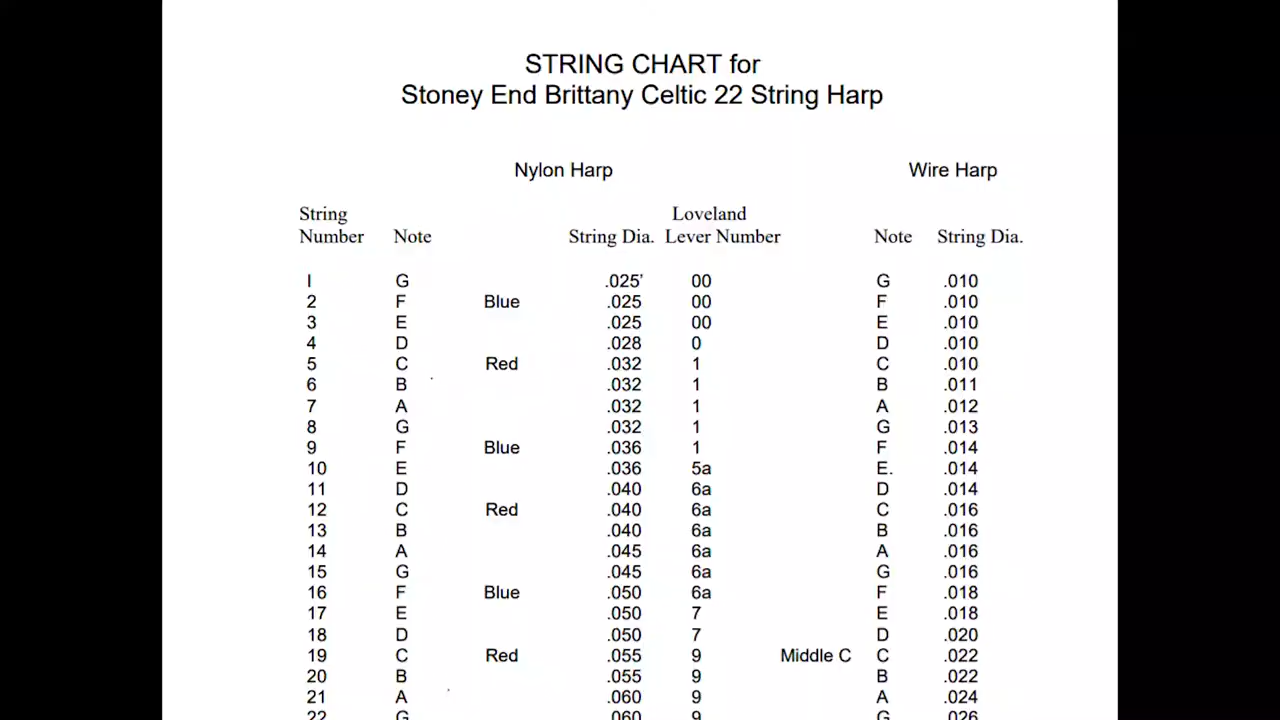 STRING CHART for
Stoney End Brittany Celtic 22 String Harp
Nylon Harp Wire Harp
String Loveland
Number Note String Dia. Lever Number Note String Dia.
I G .025' 00 G .010
2 F Blue .025 00 F .010
3 E .025 00 E .010
4 D .028 0 D .010
5 C Red .032 1 C .010
6 B .032 1 B .011
7 A .032 1 A .012
8 G .032 1 G .013
9 F Blue .036 1 F .014
10 E .036 5a E. .014
11 D .040 6a D .014
12 C Red .040 6a C .016
13 B .040 6a B .016
14 A .045 6a A .016
15 G .045 6a G .016
16 F Blue .050 6a F .018
17 E .050 7 E .018
18 D .050 7 D .020
19 C Red .055 9 Middle C C .022
20 B .055 9 B .022
21 A .060 9 A .024
22 G .060 9 G .026